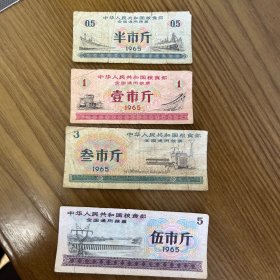 中华人民共和国粮食部
0.5 全国通用粮票 0.5
半市斤
1965
中华人民共和国粮食部
1 全国通用粮票 1
壹市斤
1965
中华人民共和国粮食部
3 全国通用粮票
叁市斤
1965
中华人民共和国粮食部
全国通用粮票 5
伍市斤
1965